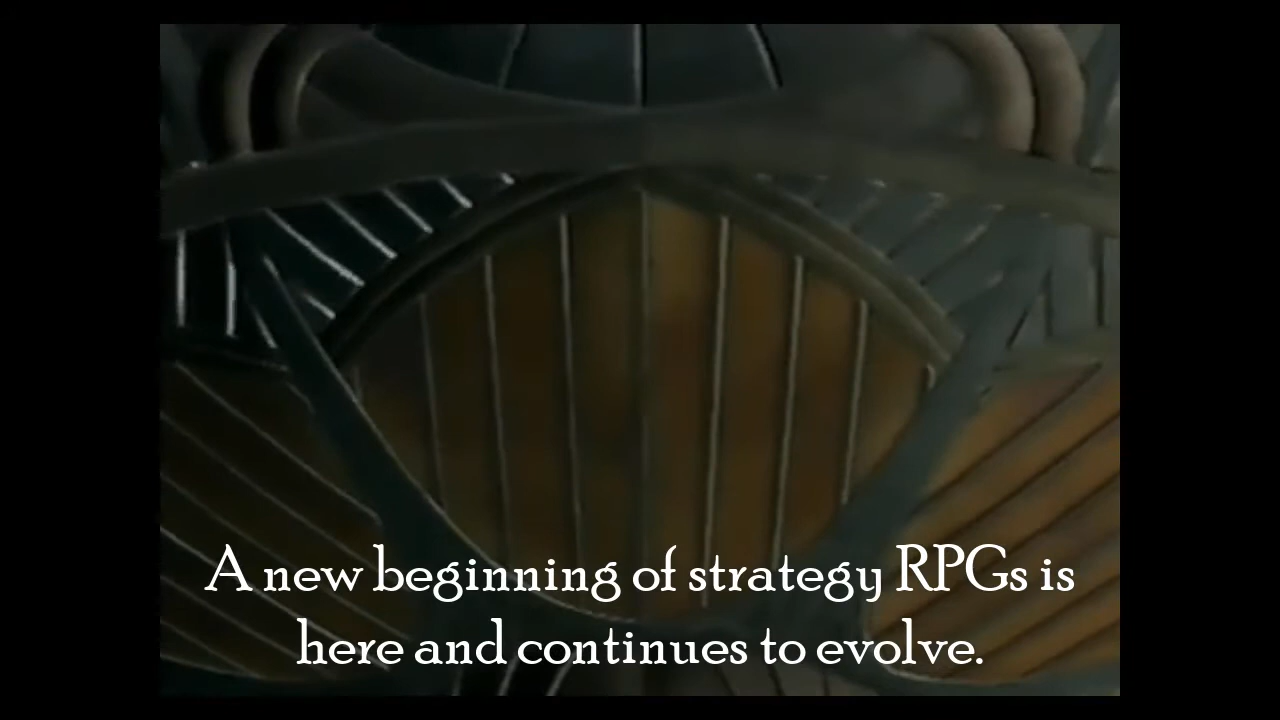 A new beginning of strategy RPGs is
here and continues to evolve.